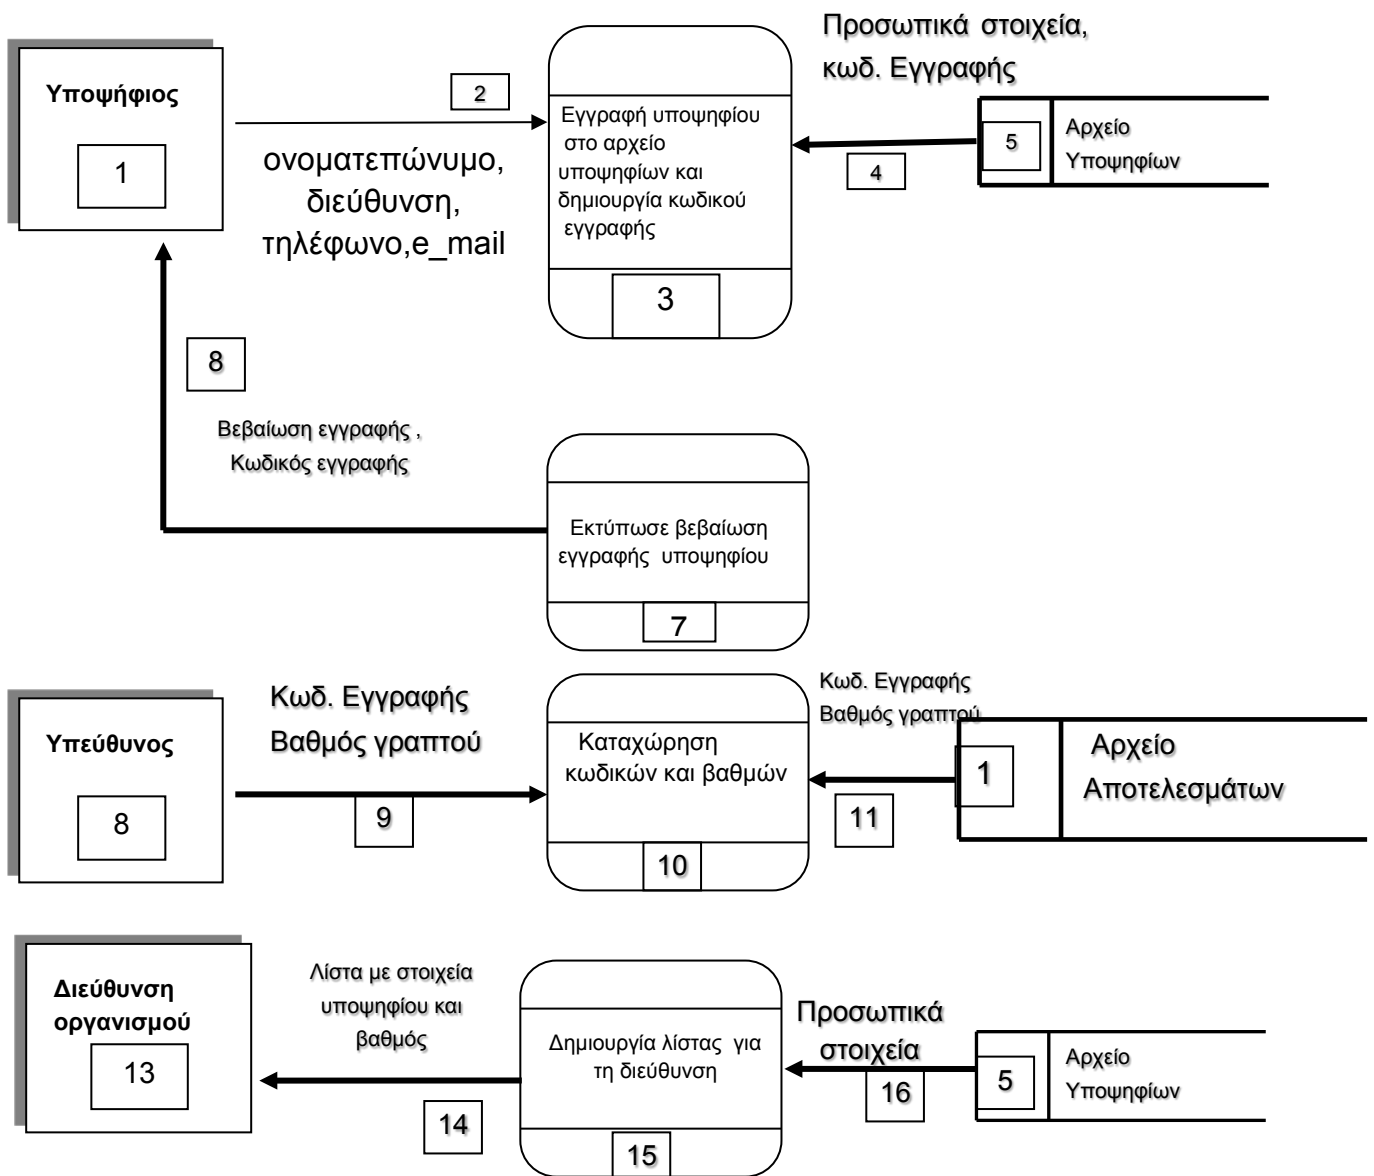 Προσωπικά στοιχεία,
κωδ. Εγγραφής
Υποψήφιος
1
2
ονοματεπώνυμο,
διεύθυνση,
τηλέφωνο,e_mail
Εγγραφή υποψηφίου
στο αρχείο
υποψηφίων και
δημιουργία κωδικού
εγγραφής
3
4
5
Αρχείο
Υποψηφίων
8
Βεβαίωση εγγραφής ,
Κωδικός εγγραφής
Εκτύπωσε βεβαίωση
εγγραφής υποψηφίου
7
Υπεύθυνος
8
Κωδ. Εγγραφής
Βαθμός γραπτού
9
Καταχώρηση
κωδικών και βαθμών
10
Κωδ. Εγγραφής
Βαθμός γραπτού
11
1
Αρχείο
Αποτελεσμάτων
Διεύθυνση
οργανισμού
13
Λίστα με στοιχεία
υποψηφίου και
βαθμός
14
Δημιουργία λίστας για
τη διεύθυνση
15
Προσωπικά
στοιχεία
16
5
Αρχείο
Υποψηφίων